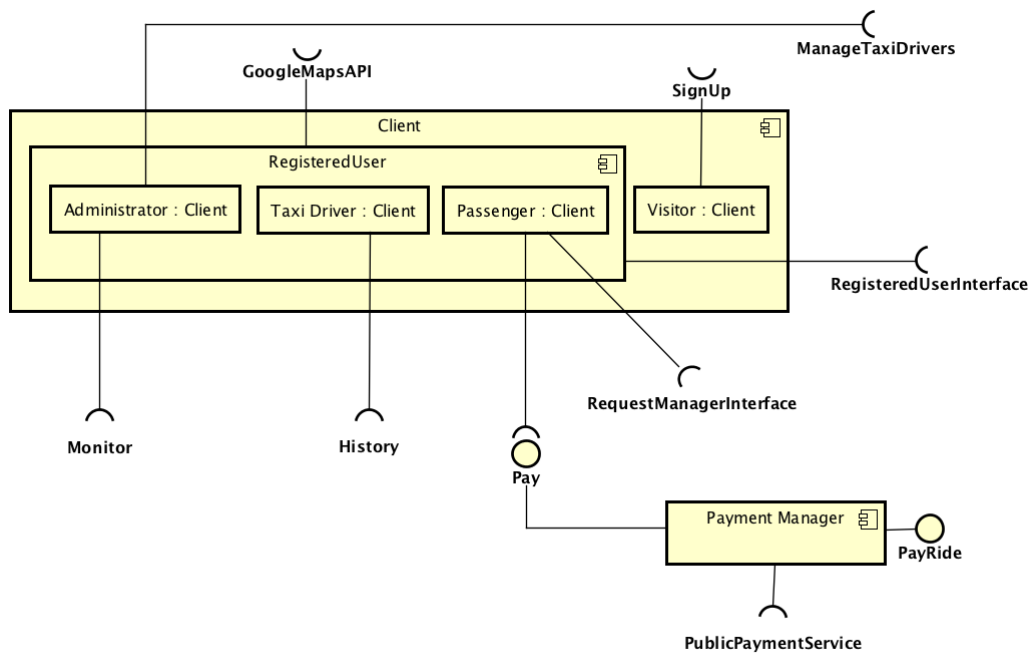 ManageTaxiDrivers
GoogleMapsAPI
SignUp
Client
RegisteredUser
Administrator : Client
Taxi Driver : Client
Passenger : Client
Visitor : Client
RegisteredUserInterface
RequestManagerInterface
Monitor
History
Pay
Payment Manager
PayRide
PublicPaymentService